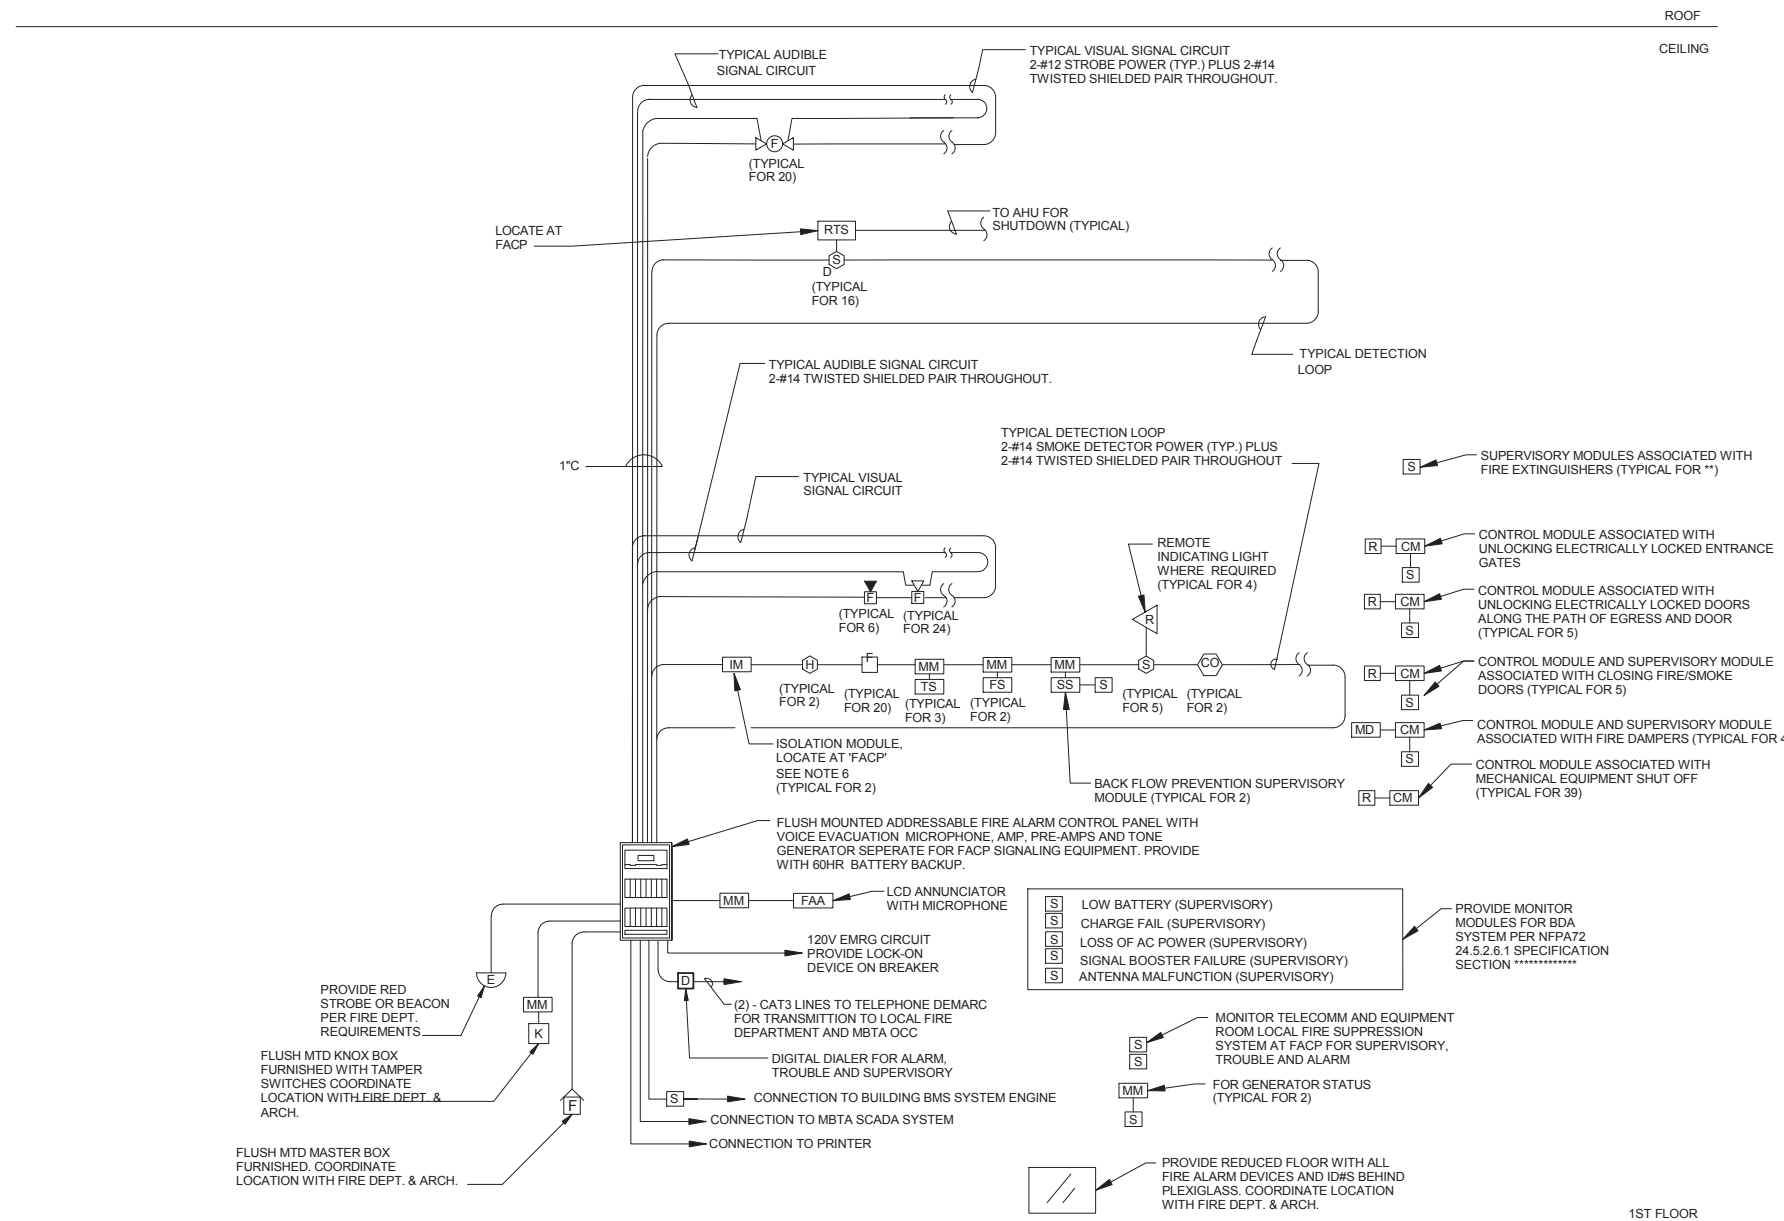 ROOF
CEILING
TYPICAL AUDIBLE
SIGNAL CIRCUIT
TYPICAL VISUAL SIGNAL CIRCUIT
2-#12 STROBE POWER (TYP.) PLUS 2-#14
TWISTED SHIELDED PAIR THROUGHOUT.
F
(TYPICAL
FOR 20)
LOCATE AT
FACP
RTS
TO AHU FOR
SHUTDOWN (TYPICAL)
S
D
(TYPICAL
FOR 16)
TYPICAL DETECTION
LOOP
TYPICAL AUDIBLE SIGNAL CIRCUIT
2-#14 TWISTED SHIELDED PAIR THROUGHOUT.
1"C
TYPICAL VISUAL
SIGNAL CIRCUIT
TYPICAL DETECTION LOOP
2-#14 SMOKE DETECTOR POWER (TYP.) PLUS
2-#14 TWISTED SHIELDED PAIR THROUGHOUT
F
(TYPICAL
FOR 6)
F
(TYPICAL
FOR 24)
REMOTE
INDICATING LIGHT
WHERE REQUIRED
(TYPICAL FOR 4)
R
IM
H
(TYPICAL
FOR 2)
F
(TYPICAL
FOR 20)
MM
TS
(TYPICAL
FOR 3)
MM
FS
(TYPICAL
FOR 2)
MM
SS
S
S
(TYPICAL
FOR 5)
CO
(TYPICAL
FOR 2)
ISOLATION MODULE,
LOCATE AT 'FACP'
SEE NOTE 6
(TYPICAL FOR 2)
BACK FLOW PREVENTION SUPERVISORY
MODULE (TYPICAL FOR 2)
S
SUPERVISORY MODULES ASSOCIATED WITH
FIRE EXTINGUISHERS (TYPICAL FOR **)
R
CM
S
CONTROL MODULE ASSOCIATED WITH
UNLOCKING ELECTRICALLY LOCKED ENTRANCE
GATES
R
CM
S
CONTROL MODULE ASSOCIATED WITH
UNLOCKING ELECTRICALLY LOCKED DOORS
ALONG THE PATH OF EGRESS AND DOOR
(TYPICAL FOR 5)
R
CM
S
CONTROL MODULE AND SUPERVISORY MODULE
ASSOCIATED WITH CLOSING FIRE/SMOKE
DOORS (TYPICAL FOR 5)
MD
CM
S
CONTROL MODULE AND SUPERVISORY MODULE
ASSOCIATED WITH FIRE DAMPERS (TYPICAL FOR
R
CM
CONTROL MODULE ASSOCIATED WITH
MECHANICAL EQUIPMENT SHUT OFF
(TYPICAL FOR 39)
FLUSH MOUNTED ADDRESSABLE FIRE ALARM CONTROL PANEL WITH
VOICE EVACUATION MICROPHONE, AMP, PRE-AMPS AND TONE
GENERATOR SEPERATE FOR FACP SIGNALING EQUIPMENT. PROVIDE
WITH 60HR BATTERY BACKUP.
MM
FAA
LCD ANNUNCIATOR
WITH MICROPHONE
120V EMRG CIRCUIT
PROVIDE LOCK-ON
DEVICE ON BREAKER
S LOW BATTERY (SUPERVISORY)
S CHARGE FAIL (SUPERVISORY)
S LOSS OF AC POWER (SUPERVISORY)
S SIGNAL BOOSTER FAILURE (SUPERVISORY)
S ANTENNA MALFUNCTION (SUPERVISORY)
PROVIDE MONITOR
MODULES FOR BDA
SYSTEM PER NFPA72
24.5.2.6.1 SPECIFICATION
SECTION *************
E
PROVIDE RED
STROBE OR BEACON
PER FIRE DEPT.
REQUIREMENTS
MM
K
FLUSH MTD KNOX BOX
FURNISHED WITH TAMPER
SWITCHES COORDINATE
LOCATION WITH FIRE DEPT. &
ARCH.
F
FLUSH MTD MASTER BOX
FURNISHED. COORDINATE
LOCATION WITH FIRE DEPT. & ARCH.
D
(2) - CAT3 LINES TO TELEPHONE DEMARC
FOR TRANSMITTION TO LOCAL FIRE
DEPARTMENT AND MBTA OCC
DIGITAL DIALER FOR ALARM,
TROUBLE AND SUPERVISORY
S
CONNECTION TO BUILDING BMS SYSTEM ENGINE
CONNECTION TO MBTA SCADA SYSTEM
CONNECTION TO PRINTER
S
S
MONITOR TELECOMM AND EQUIPMENT
ROOM LOCAL FIRE SUPPRESSION
SYSTEM AT FACP FOR SUPERVISORY,
TROUBLE AND ALARM
MM
S
FOR GENERATOR STATUS
(TYPICAL FOR 2)
PROVIDE REDUCED FLOOR WITH ALL
FIRE ALARM DEVICES AND ID#S BEHIND
PLEXIGLASS. COORDINATE LOCATION
WITH FIRE DEPT. & ARCH.
1ST FLOOR